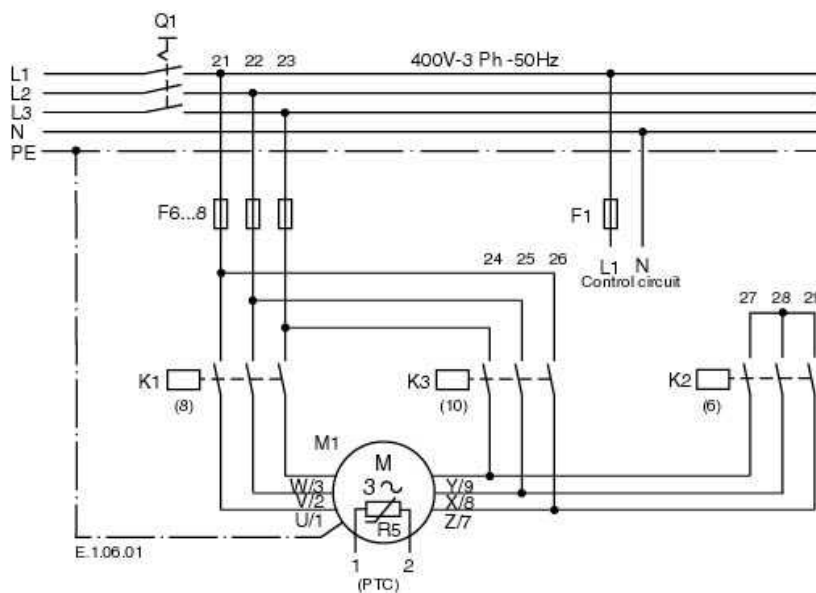 Q1
21 22 23 400V-3 Ph -50Hz
L1
L2
L3
N
PE
F6...8 F1
24 25 26 L1 N
Control circuit
27 28 29
K1 K3 K2
(8) (10) (6)
M1
M
W/3 3 ~ Y/9
V/2 X/8
U/1 R5 Z/7
E.1.06.01
1 2
(PTC)